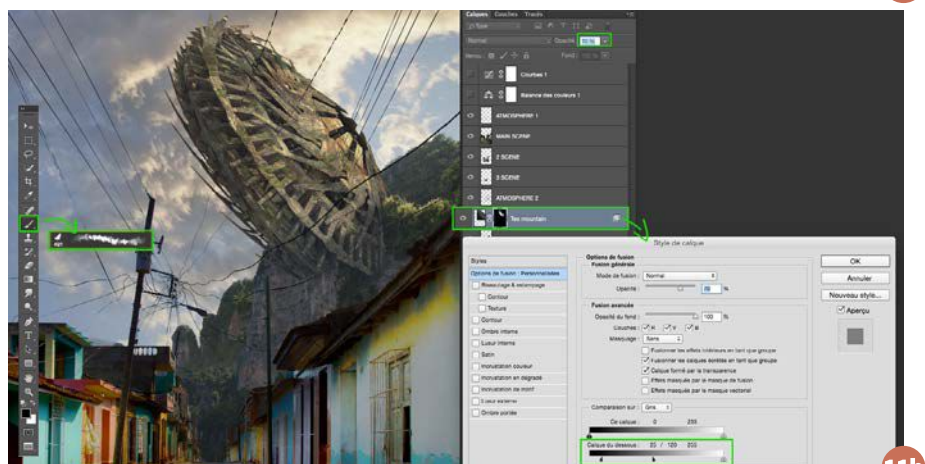 Calques Couches Tracés
Normal
Opacité
Fond :
Courbes 1
Balance des couleurs 1
ATMOSPHERE 1
MAIN SCENE
2 SCENE
3 SCENE
ATMOSPHERE 2
Tex mountain
Style de calque
Styles
Options de fusion : Personnalisées
Biseautage & estampage
Contour
Texture
Contour
Ombre interne
Lueur interne
Satin
Incrustation couleur
Incrustation en dégradé
Incrustation de motif
Lueur externe
Ombre portée
Options de fusion
Fusion générale
Mode de fusion : Normal
Opacité :
%
Fusion avancée
Opacité du fond : 100 %
Couches : R V B
Masquage : Sans
Fusionner les effets intérieurs en tant que groupe
Fusionner les calques écrêtés en tant que groupe
Calque formé par la transparence
Effets masqués par le masque de fusion
Effets masqués par le masque vectoriel
Comparaison sur : Gris
Ce calque : 0 255
Calque du dessous : 25 / 120 255
OK
Annuler
Nouveau style...
Aperçu
11b